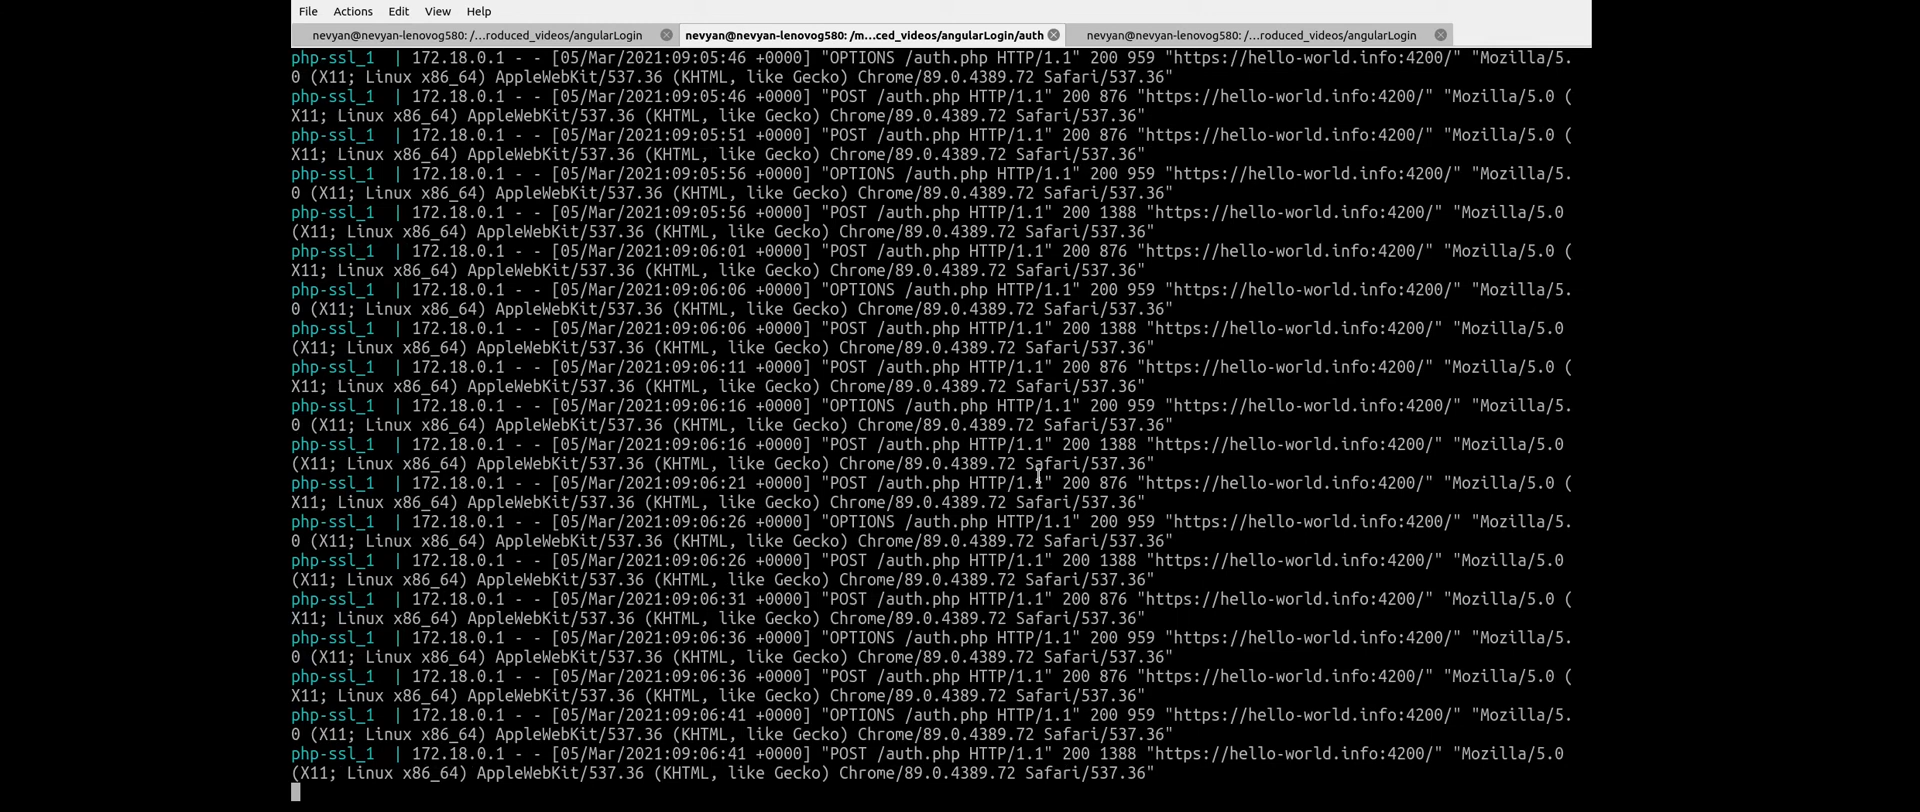 File Actions Edit View Help
nevyan@nevyan-lenovog580: /...roduced_videos/angularLogin nevyan@nevyan-lenovog580: /m...ced_videos/angularLogin/auth nevyan@nevyan-lenovog580: /...roduced_videos/angularLogin
php-ssl_1 | 172.18.0.1 - - [05/Mar/2021:09:05:46 +0000] "OPTIONS /auth.php HTTP/1.1" 200 959 "https://hello-world.info:4200/" "Mozilla/5.
0 (X11; Linux x86_64) AppleWebKit/537.36 (KHTML, like Gecko) Chrome/89.0.4389.72 Safari/537.36"
php-ssl_1 | 172.18.0.1 - - [05/Mar/2021:09:05:46 +0000] "POST /auth.php HTTP/1.1" 200 876 "https://hello-world.info:4200/" "Mozilla/5.0 (
X11; Linux x86_64) AppleWebKit/537.36 (KHTML, like Gecko) Chrome/89.0.4389.72 Safari/537.36"
php-ssl_1 | 172.18.0.1 - - [05/Mar/2021:09:05:51 +0000] "POST /auth.php HTTP/1.1" 200 876 "https://hello-world.info:4200/" "Mozilla/5.0 (
X11; Linux x86_64) AppleWebKit/537.36 (KHTML, like Gecko) Chrome/89.0.4389.72 Safari/537.36"
php-ssl_1 | 172.18.0.1 - - [05/Mar/2021:09:05:56 +0000] "OPTIONS /auth.php HTTP/1.1" 200 959 "https://hello-world.info:4200/" "Mozilla/5.
0 (X11; Linux x86_64) AppleWebKit/537.36 (KHTML, like Gecko) Chrome/89.0.4389.72 Safari/537.36"
php-ssl_1 | 172.18.0.1 - - [05/Mar/2021:09:05:56 +0000] "POST /auth.php HTTP/1.1" 200 1388 "https://hello-world.info:4200/" "Mozilla/5.0
(X11; Linux x86_64) AppleWebKit/537.36 (KHTML, like Gecko) Chrome/89.0.4389.72 Safari/537.36"
php-ssl_1 | 172.18.0.1 - - [05/Mar/2021:09:06:01 +0000] "POST /auth.php HTTP/1.1" 200 876 "https://hello-world.info:4200/" "Mozilla/5.0 (
X11; Linux x86_64) AppleWebKit/537.36 (KHTML, like Gecko) Chrome/89.0.4389.72 Safari/537.36"
php-ssl_1 | 172.18.0.1 - - [05/Mar/2021:09:06:06 +0000] "OPTIONS /auth.php HTTP/1.1" 200 959 "https://hello-world.info:4200/" "Mozilla/5.
0 (X11; Linux x86_64) AppleWebKit/537.36 (KHTML, like Gecko) Chrome/89.0.4389.72 Safari/537.36"
php-ssl_1 | 172.18.0.1 - - [05/Mar/2021:09:06:06 +0000] "POST /auth.php HTTP/1.1" 200 1388 "https://hello-world.info:4200/" "Mozilla/5.0
(X11; Linux x86_64) AppleWebKit/537.36 (KHTML, like Gecko) Chrome/89.0.4389.72 Safari/537.36"
php-ssl_1 | 172.18.0.1 - - [05/Mar/2021:09:06:11 +0000] "POST /auth.php HTTP/1.1" 200 876 "https://hello-world.info:4200/" "Mozilla/5.0 (
X11; Linux x86_64) AppleWebKit/537.36 (KHTML, like Gecko) Chrome/89.0.4389.72 Safari/537.36"
php-ssl_1 | 172.18.0.1 - - [05/Mar/2021:09:06:16 +0000] "OPTIONS /auth.php HTTP/1.1" 200 959 "https://hello-world.info:4200/" "Mozilla/5.
0 (X11; Linux x86_64) AppleWebKit/537.36 (KHTML, like Gecko) Chrome/89.0.4389.72 Safari/537.36"
php-ssl_1 | 172.18.0.1 - - [05/Mar/2021:09:06:16 +0000] "POST /auth.php HTTP/1.1" 200 1388 "https://hello-world.info:4200/" "Mozilla/5.0
(X11; Linux x86_64) AppleWebKit/537.36 (KHTML, like Gecko) Chrome/89.0.4389.72 Safari/537.36"
php-ssl_1 | 172.18.0.1 - - [05/Mar/2021:09:06:21 +0000] "POST /auth.php HTTP/1.1" 200 876 "https://hello-world.info:4200/" "Mozilla/5.0 (
X11; Linux x86_64) AppleWebKit/537.36 (KHTML, like Gecko) Chrome/89.0.4389.72 Safari/537.36"
php-ssl_1 | 172.18.0.1 - - [05/Mar/2021:09:06:26 +0000] "OPTIONS /auth.php HTTP/1.1" 200 959 "https://hello-world.info:4200/" "Mozilla/5.
0 (X11; Linux x86_64) AppleWebKit/537.36 (KHTML, like Gecko) Chrome/89.0.4389.72 Safari/537.36"
php-ssl_1 | 172.18.0.1 - - [05/Mar/2021:09:06:26 +0000] "POST /auth.php HTTP/1.1" 200 1388 "https://hello-world.info:4200/" "Mozilla/5.0
(X11; Linux x86_64) AppleWebKit/537.36 (KHTML, like Gecko) Chrome/89.0.4389.72 Safari/537.36"
php-ssl_1 | 172.18.0.1 - - [05/Mar/2021:09:06:31 +0000] "POST /auth.php HTTP/1.1" 200 876 "https://hello-world.info:4200/" "Mozilla/5.0 (
X11; Linux x86_64) AppleWebKit/537.36 (KHTML, like Gecko) Chrome/89.0.4389.72 Safari/537.36"
php-ssl_1 | 172.18.0.1 - - [05/Mar/2021:09:06:36 +0000] "OPTIONS /auth.php HTTP/1.1" 200 959 "https://hello-world.info:4200/" "Mozilla/5.
0 (X11; Linux x86_64) AppleWebKit/537.36 (KHTML, like Gecko) Chrome/89.0.4389.72 Safari/537.36"
php-ssl_1 | 172.18.0.1 - - [05/Mar/2021:09:06:36 +0000] "POST /auth.php HTTP/1.1" 200 876 "https://hello-world.info:4200/" "Mozilla/5.0 (
X11; Linux x86_64) AppleWebKit/537.36 (KHTML, like Gecko) Chrome/89.0.4389.72 Safari/537.36"
php-ssl_1 | 172.18.0.1 - - [05/Mar/2021:09:06:41 +0000] "OPTIONS /auth.php HTTP/1.1" 200 959 "https://hello-world.info:4200/" "Mozilla/5.
0 (X11; Linux x86_64) AppleWebKit/537.36 (KHTML, like Gecko) Chrome/89.0.4389.72 Safari/537.36"
php-ssl_1 | 172.18.0.1 - - [05/Mar/2021:09:06:41 +0000] "POST /auth.php HTTP/1.1" 200 1388 "https://hello-world.info:4200/" "Mozilla/5.0
(X11; Linux x86_64) AppleWebKit/537.36 (KHTML, like Gecko) Chrome/89.0.4389.72 Safari/537.36"